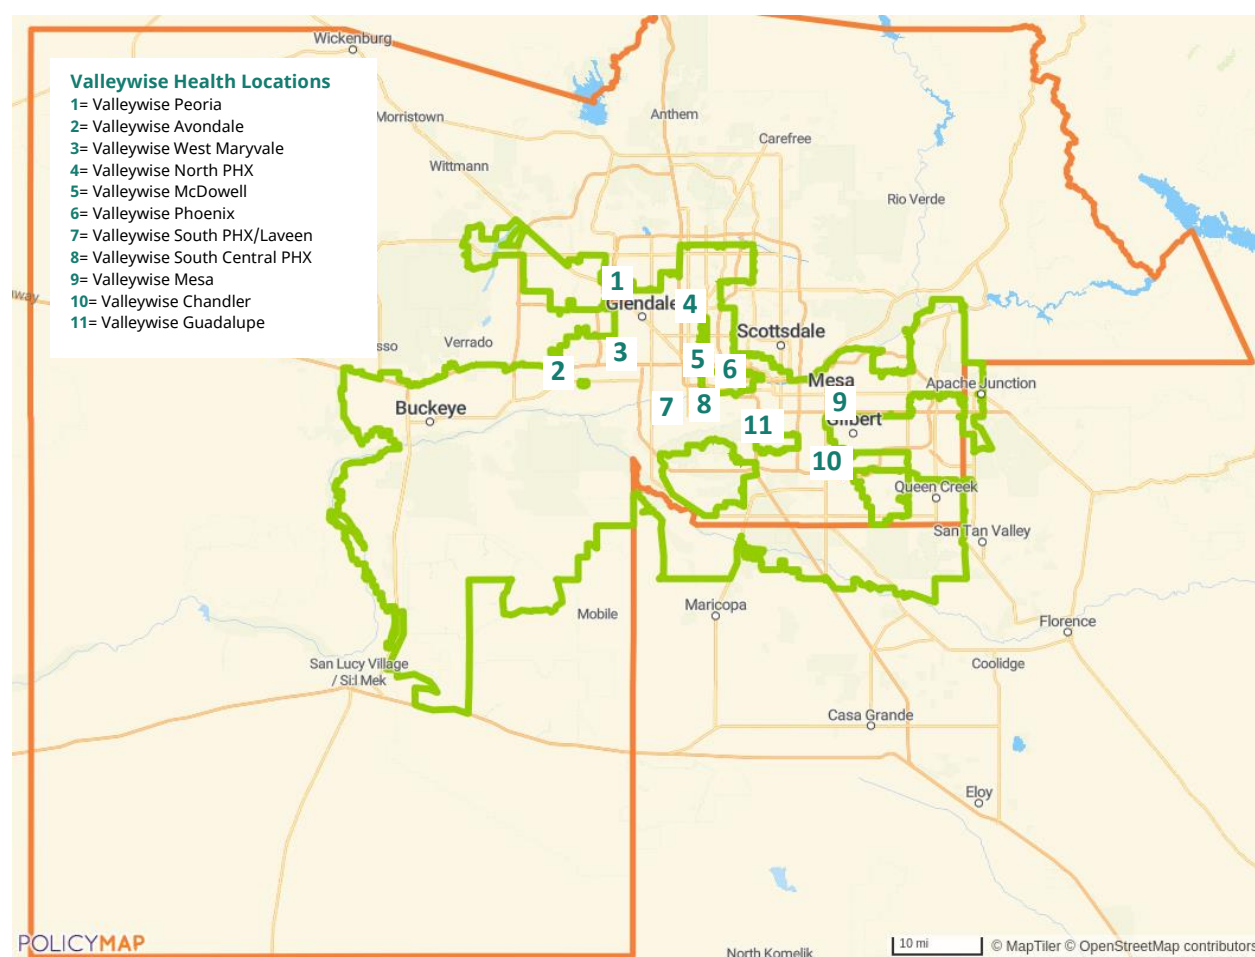 Wickenburg
Valleywise Health Locations
1= Valleywise Peoria
2= Valleywise Avondale
3= Valleywise West Maryvale
4= Valleywise North PHX
5= Valleywise McDowell
6= Valleywise Phoenix
7= Valleywise South PHX/Laveen
8= Valleywise South Central PHX
9= Valleywise Mesa
10= Valleywise Chandler
11= Valleywise Guadalupe
Morristown
Anthem
Carefree
Wittmann
Rio Verde
way
1
Glendale
4
Scottsdale
Verrado
sso
3
5
6
2
Mesa
Apache Junction
Buckeye
7
8
9
11
Gilbert
10
Queen Creek
San Tan Valley
Mobile
Maricopa
Florence
San Lucy Village
/ Si:l Mek
Coolidge
Casa Grande
Eloy
POLICYMAP
North Komelik
10 mi
© MapTiler © OpenStreetMap contributors